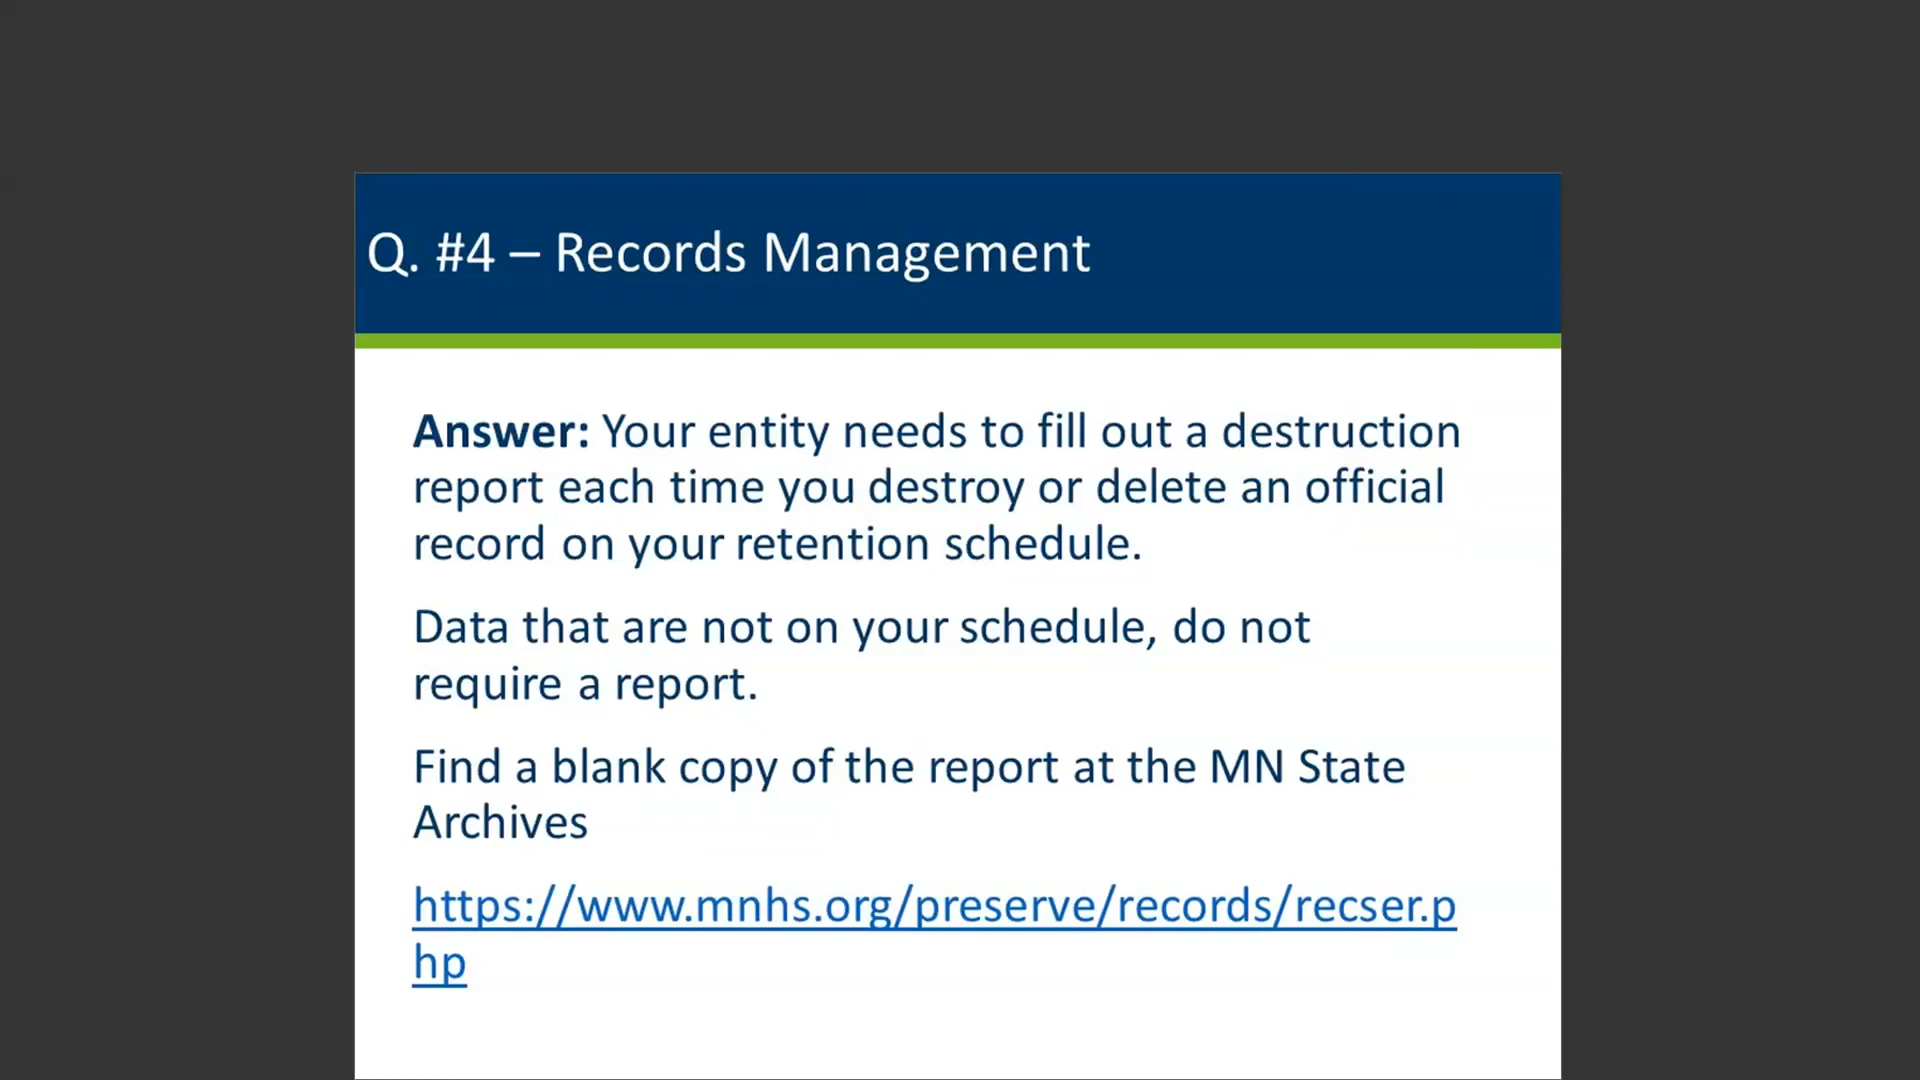 Q. #4 – Records Management
Answer: Your entity needs to fill out a destruction
report each time you destroy or delete an official
record on your retention schedule.
Data that are not on your schedule, do not
require a report.
Find a blank copy of the report at the MN State
Archives
https://www.mnhs.org/preserve/records/recser.p
hp